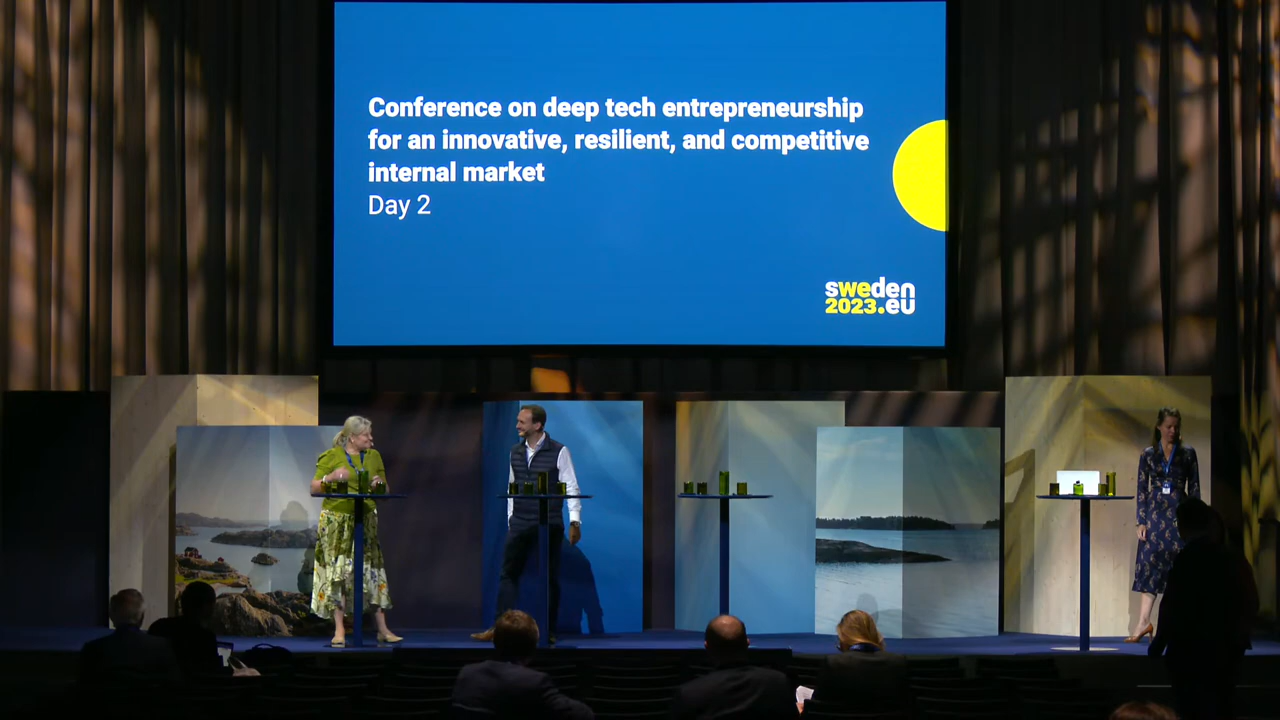 Conference on deep tech entrepreneurship
for an innovative, resilient, and competitive
internal market
Day 2
sweden
2023.eu